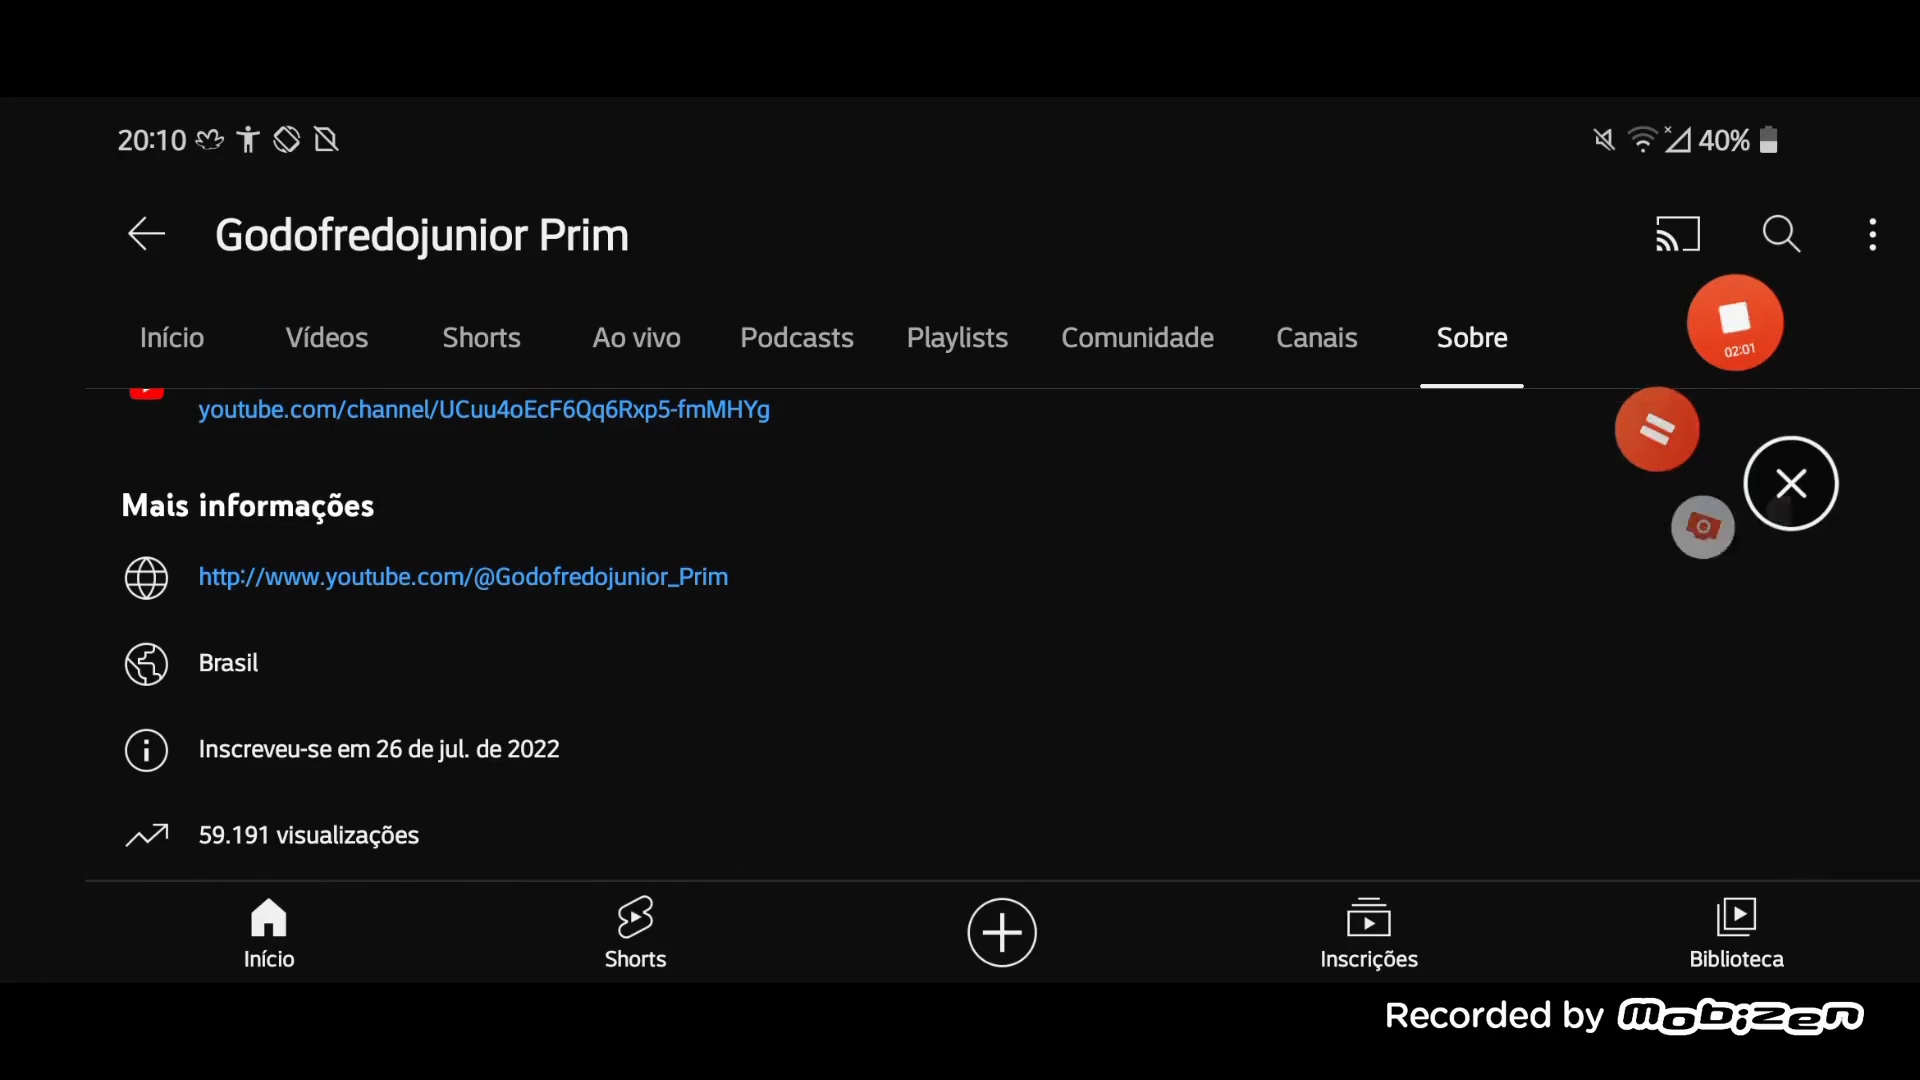 20:10
40%
Godofredojunior Prim
Início Vídeos Shorts Ao vivo Podcasts Playlists Comunidade Canais Sobre
02:01
youtube.com/channel/UCuu4oEcF6Qq6Rxp5-fmMHYg
Mais informações
http://www.youtube.com/@Godofredojunior_Prim
Brasil
Inscreveu-se em 26 de jul. de 2022
59.191 visualizações
Início Shorts Inscrições Biblioteca
Recorded by mobizen